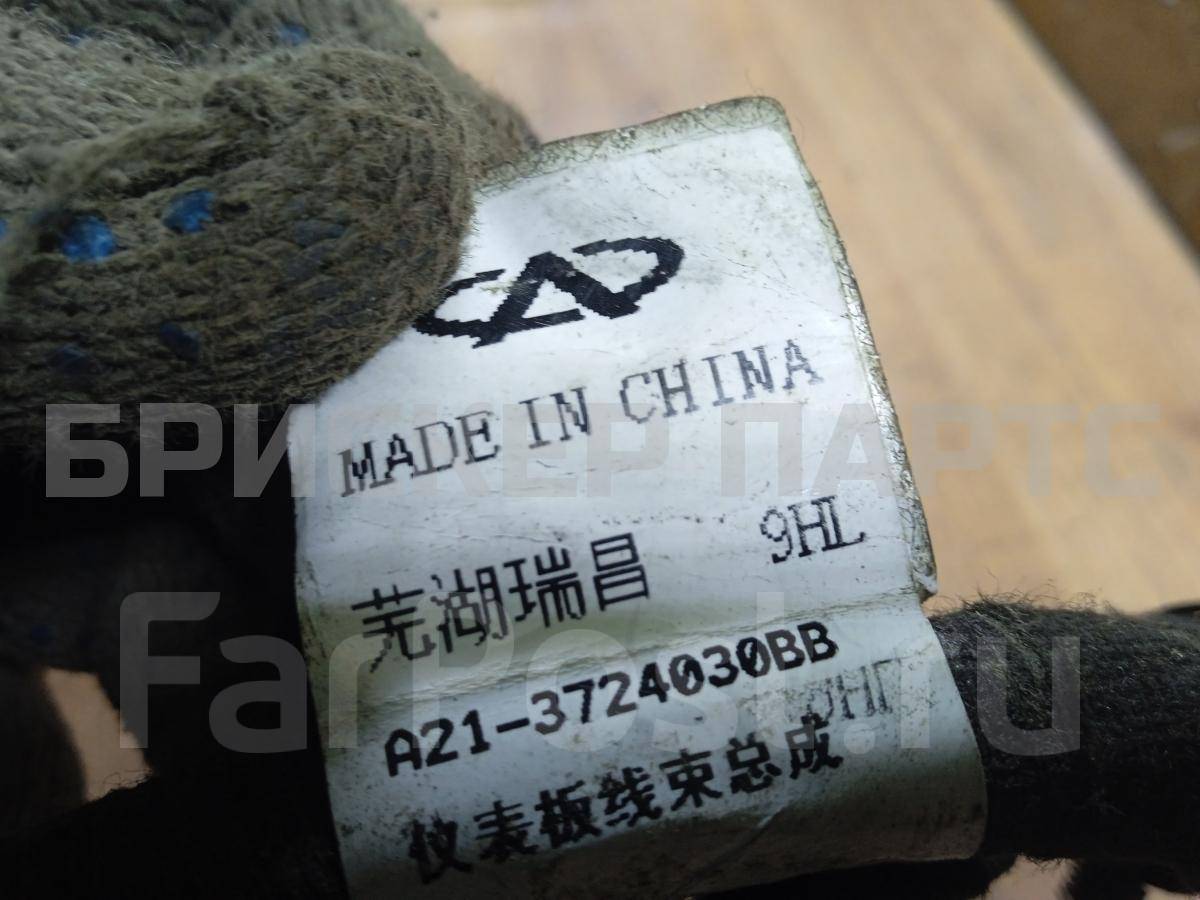 MADE IN CHINA
БРИСКЕР ПАРТС
芜湖瑞昌 9HL
FarPost.ru
A21-3724030BB
仪表板线束总成